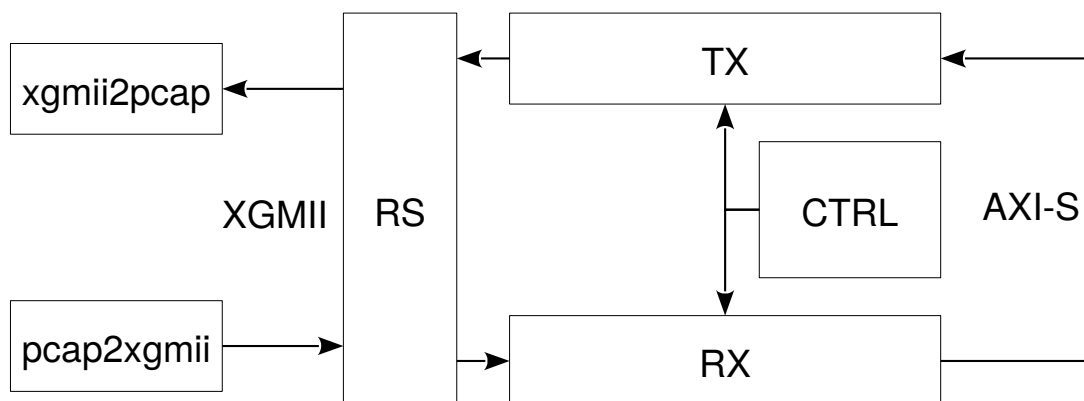 xgmii2pcap
TX
XGMII
RS
CTRL
AXI-S
pcap2xgmii
RX